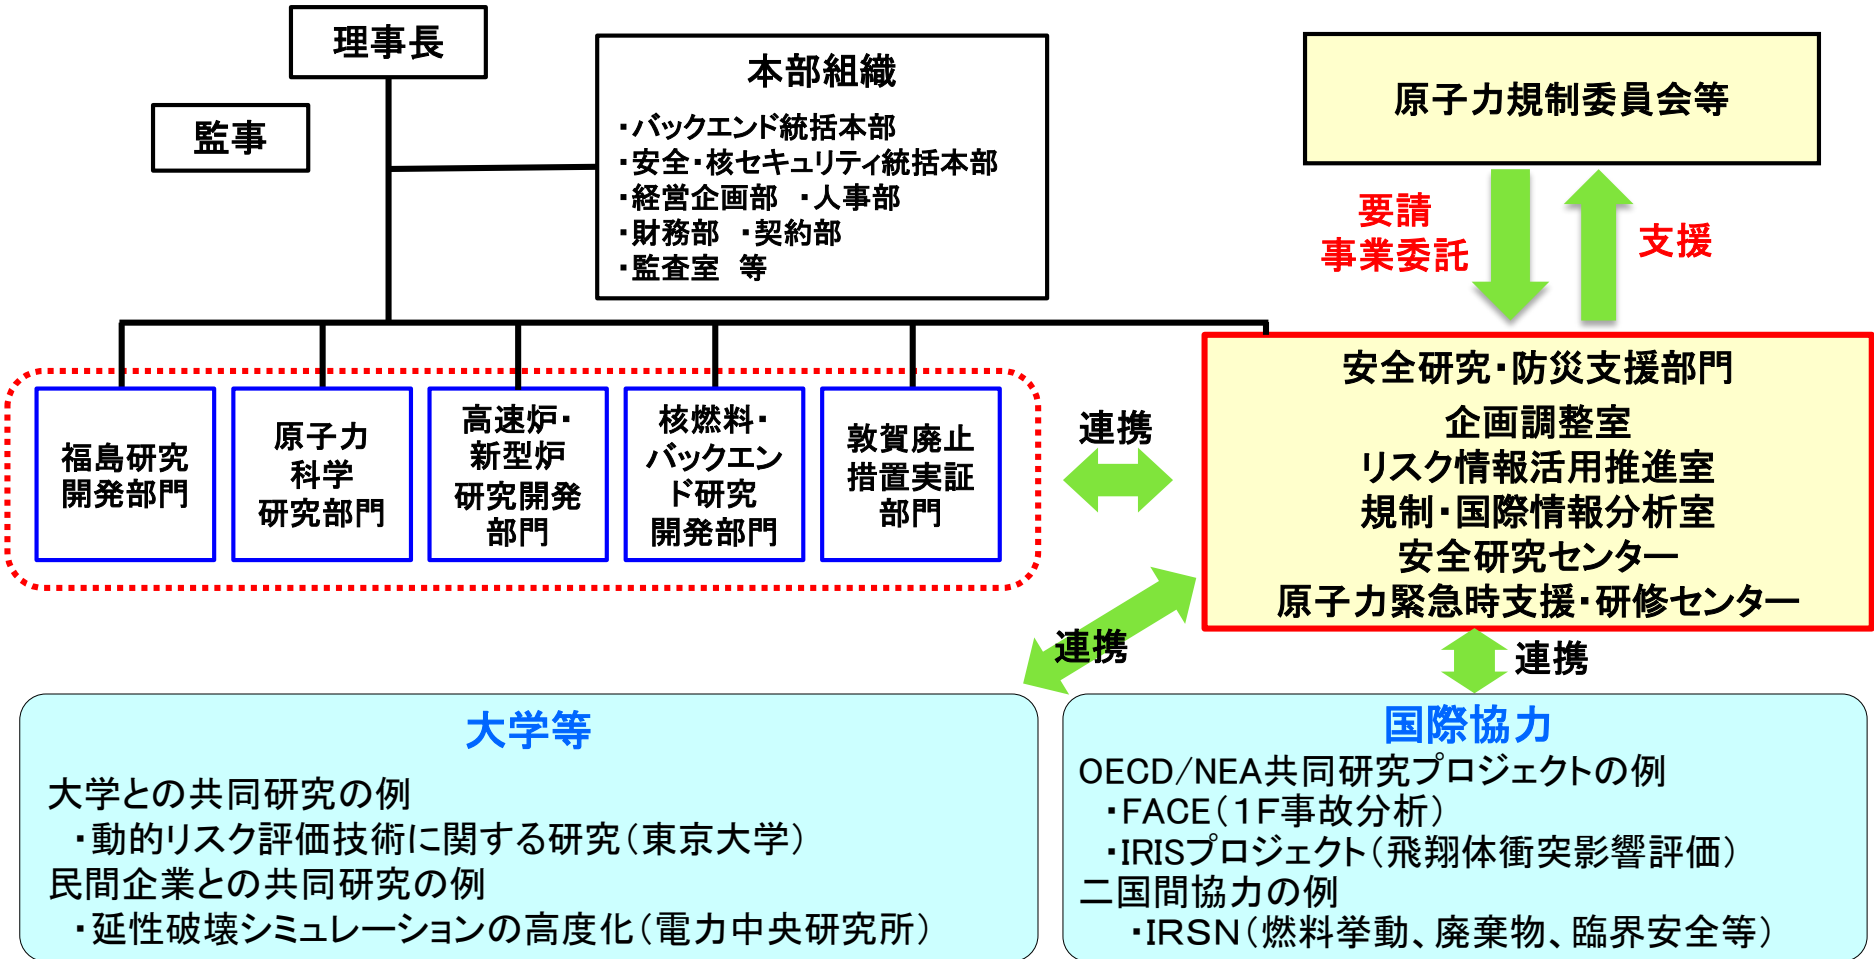 理事長
監事
本部組織
・バックエンド統括本部
・安全・核セキュリティ統括本部
・経営企画部 ・人事部
・財務部 ・契約部
・監査室 等
原子力規制委員会等
要請
事業委託
支援
福島研究
開発部門
原子力
科学
研究部門
高速炉・
新型炉
研究開発
部門
核燃料・
バックエン
ド研究
開発部門
敦賀廃止
措置実証
部門
連携
安全研究・防災支援部門
企画調整室
リスク情報活用推進室
規制・国際情報分析室
安全研究センター
原子力緊急時支援・研修センター
連携
連携
大学等
大学との共同研究の例
・動的リスク評価技術に関する研究(東京大学)
民間企業との共同研究の例
・延性破壊シミュレーションの高度化(電力中央研究所)
国際協力
OECD/NEA共同研究プロジェクトの例
・FACE(1F事故分析)
・IRISプロジェクト(飛翔体衝突影響評価)
二国間協力の例
・IRSN(燃料挙動、廃棄物、臨界安全等)